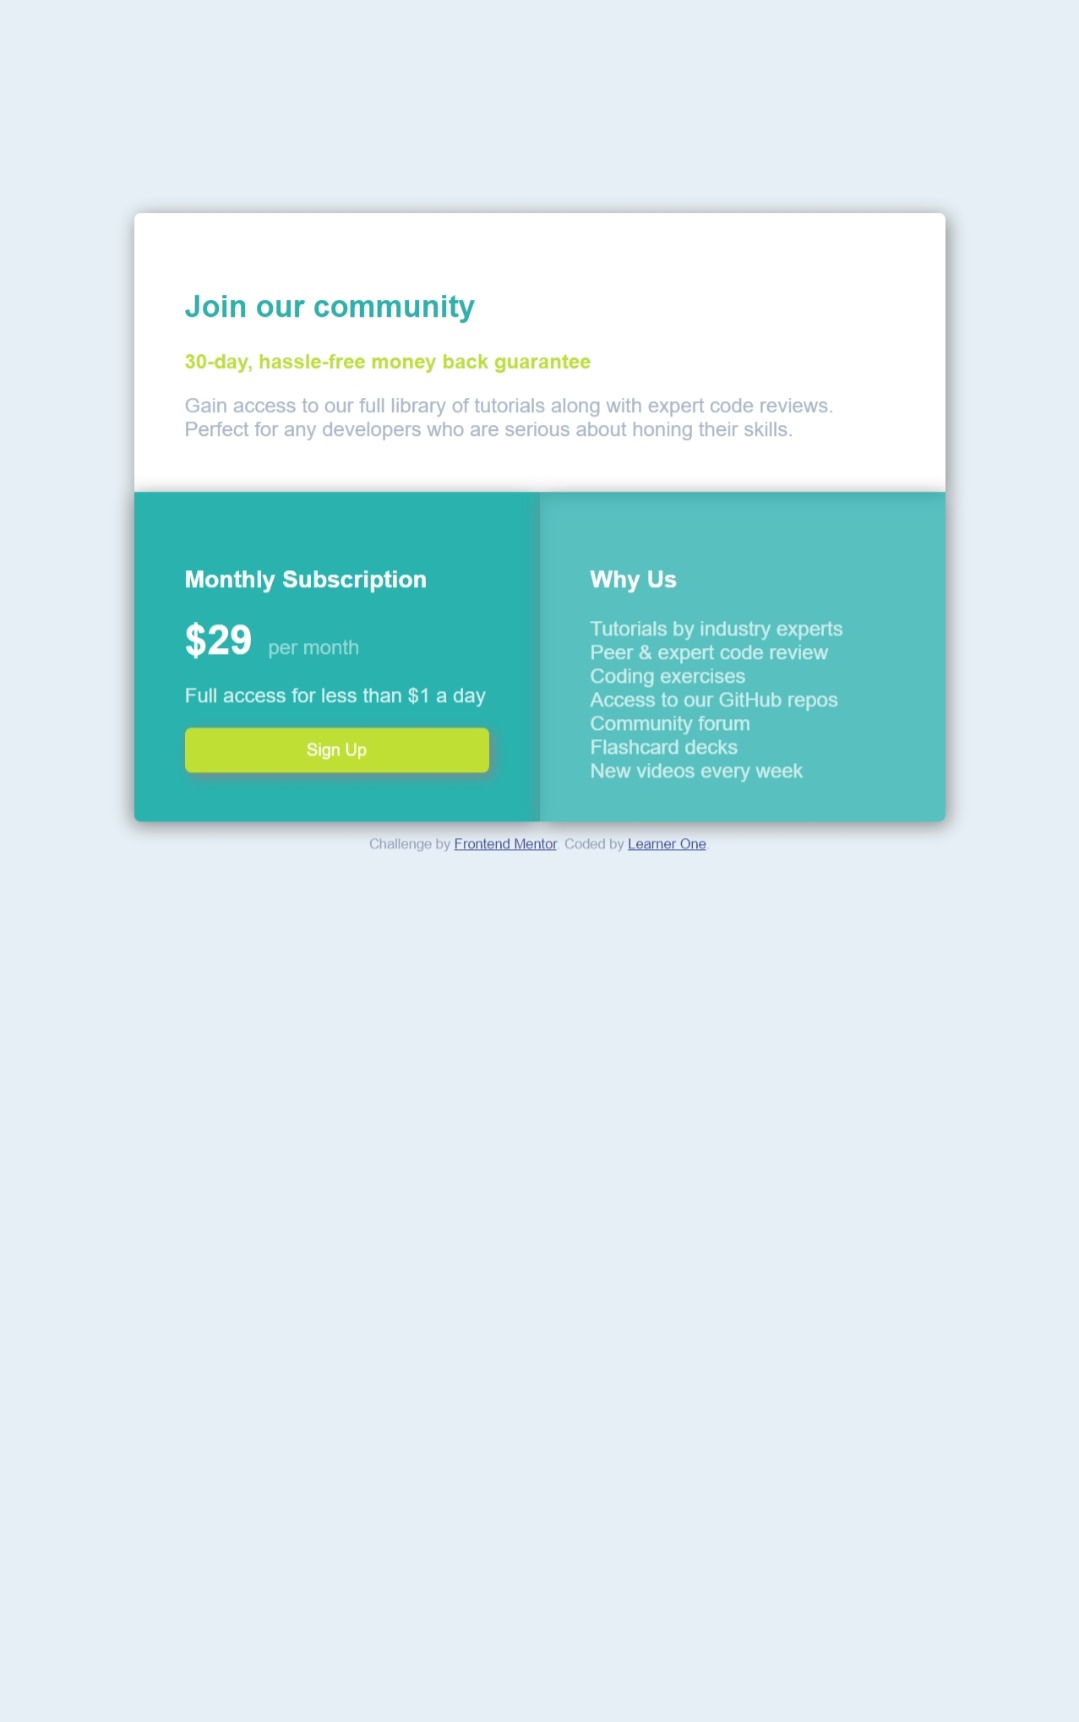 Join our community
30-day, hassle-free money back guarantee
Gain access to our full library of tutorials along with expert code reviews.
Perfect for any developers who are serious about honing their skills.
Monthly Subscription
$29 per month
Full access for less than $1 a day
Sign Up
Why Us
Tutorials by industry experts
Peer & expert code review
Coding exercises
Access to our GitHub repos
Community forum
Flashcard decks
New videos every week
Challenge by Frontend Mentor. Coded by Learner One.